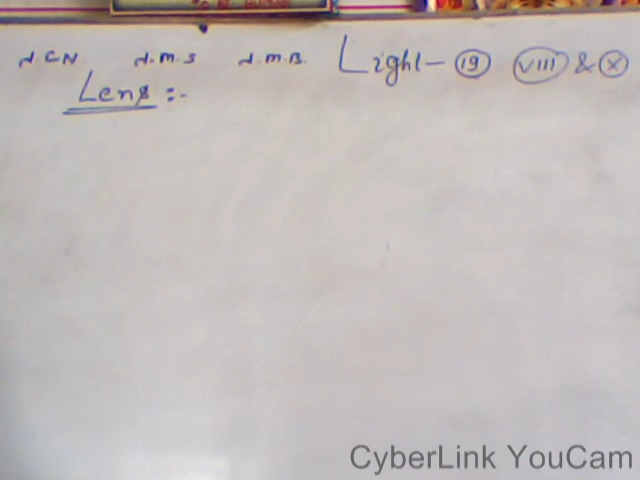 d C N d.m.s d.m.B. Light - 19 VIII & X
Lens :-
CyberLink YouCam